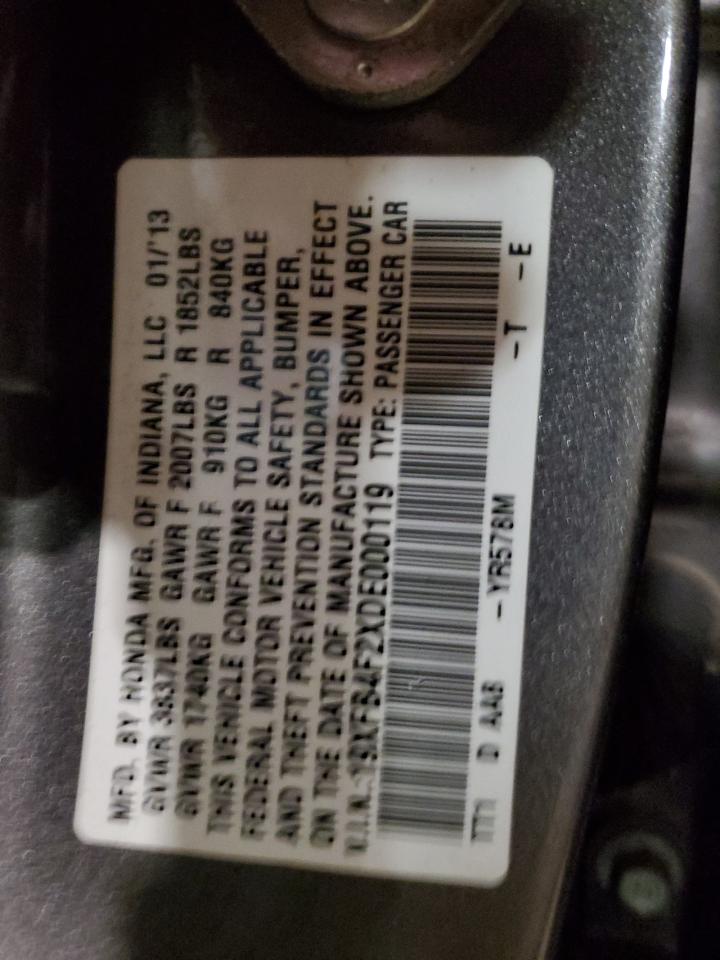 MFD. BY HONDA MFG. OF INDIANA, LLC 01/'13
GVWR 3837LBS GAWR F 2007LBS R 1852LBS
GVWR 1740KG GAWR F 910KG R 840KG
THIS VEHICLE CONFORMS TO ALL APPLICABLE
FEDERAL MOTOR VEHICLE SAFETY, BUMPER,
AND THEFT PREVENTION STANDARDS IN EFFECT
ON THE DATE OF MANUFACTURE SHOWN ABOVE.
V.I.N.:19XFB4F2XDE000119 TYPE: PASSENGER CAR
D AAB -YR578M -T -E